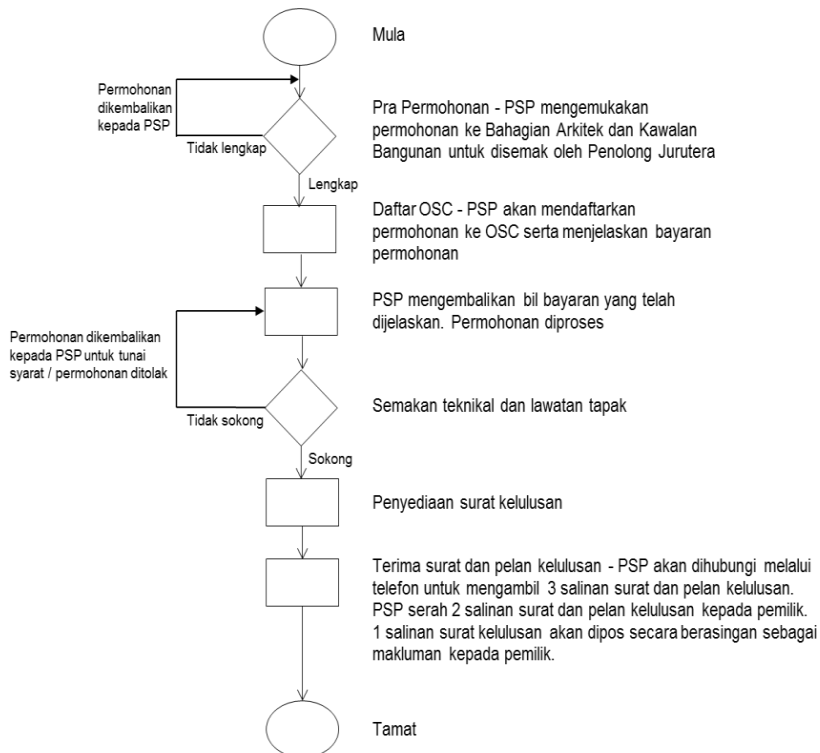 Mula
Permohonan
dikembalikan
kepada PSP
Tidak lengkap
Pra Permohonan - PSP mengemukakan
permohonan ke Bahagian Arkitek dan Kawalan
Bangunan untuk disemak oleh Penolong Jurutera
Lengkap
Daftar OSC - PSP akan mendaftarkan
permohonan ke OSC serta menjelaskan bayaran
permohonan
PSP mengembalikan bil bayaran yang telah
dijelaskan. Permohonan diproses
Permohonan dikembalikan
kepada PSP untuk tunai
syarat / permohonan ditolak
Tidak sokong
Semakan teknikal dan lawatan tapak
Sokong
Penyediaan surat kelulusan
Terima surat dan pelan kelulusan - PSP akan dihubungi melalui
telefon untuk mengambil 3 salinan surat dan pelan kelulusan.
PSP serah 2 salinan surat dan pelan kelulusan kepada pemilik.
1 salinan surat kelulusan akan dipos secara berasingan sebagai
makluman kepada pemilik.
Tamat